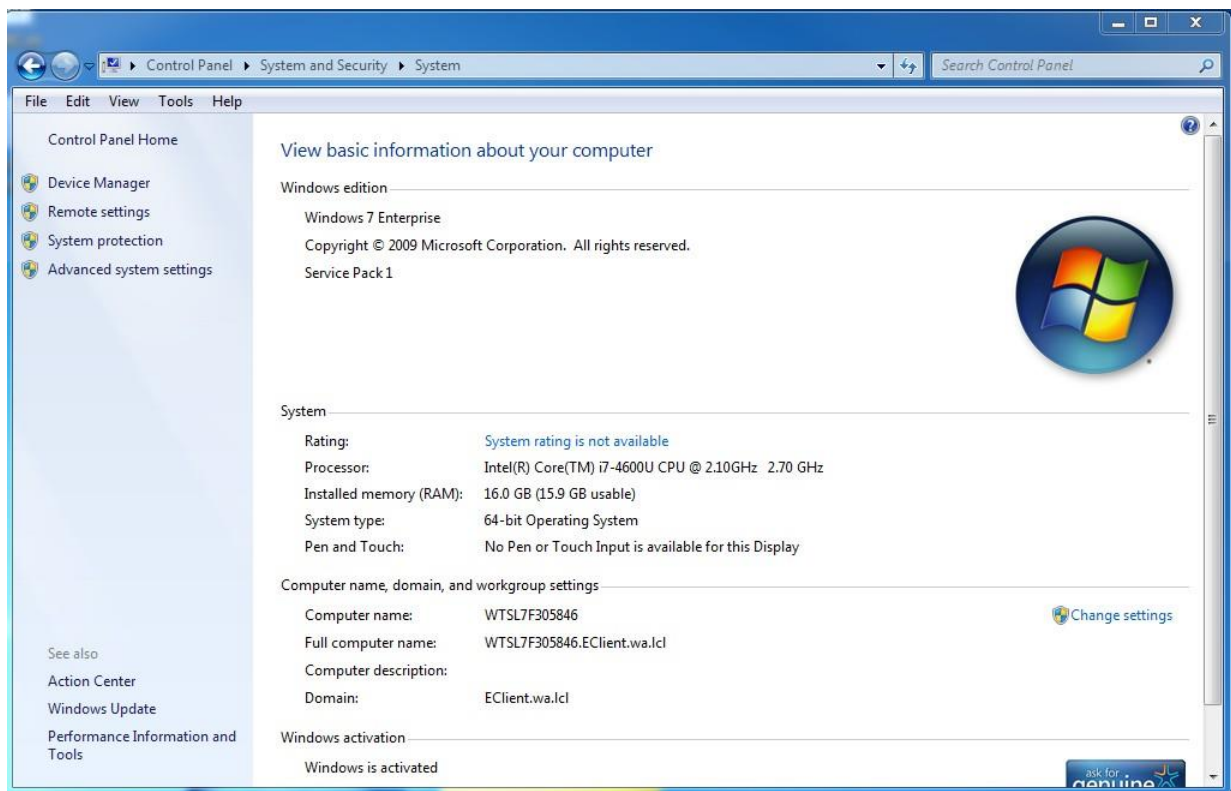 Control Panel ▸ System and Security ▸ System
Search Control Panel
File Edit View Tools Help
Control Panel Home
Device Manager
Remote settings
System protection
Advanced system settings
See also
Action Center
Windows Update
Performance Information and
Tools
View basic information about your computer
Windows edition
Windows 7 Enterprise
Copyright © 2009 Microsoft Corporation. All rights reserved.
Service Pack 1
System
Rating: System rating is not available
Processor: Intel(R) Core(TM) i7-4600U CPU @ 2.10GHz 2.70 GHz
Installed memory (RAM): 16.0 GB (15.9 GB usable)
System type: 64-bit Operating System
Pen and Touch: No Pen or Touch Input is available for this Display
Computer name, domain, and workgroup settings
Computer name: WTSL7F305846
Change settings
Full computer name: WTSL7F305846.EClient.wa.lcl
Computer description:
Domain: EClient.wa.lcl
Windows activation
Windows is activated
ask for
genuine